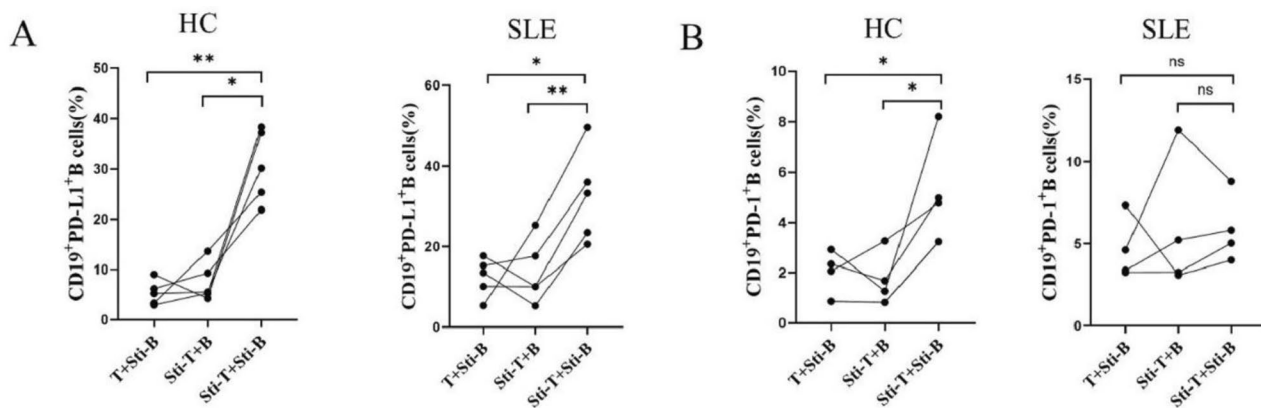 A
HC
CD19+PD-L1+B cells(%)
50
40
30
20
10
0
**
*
T+Sti-B
Sti-T+B
Sti-T+Sti-B
SLE
CD19+PD-L1+B cells(%)
60
40
20
0
*
**
T+Sti-B
Sti-T+B
Sti-T+Sti-B
B
HC
CD19+PD-1+B cells(%)
10
8
6
4
2
0
*
*
T+Sti-B
Sti-T+B
Sti-T+Sti-B
SLE
CD19+PD-1+B cells(%)
15
10
5
0
ns
ns
T+Sti-B
Sti-T+B
Sti-T+Sti-B